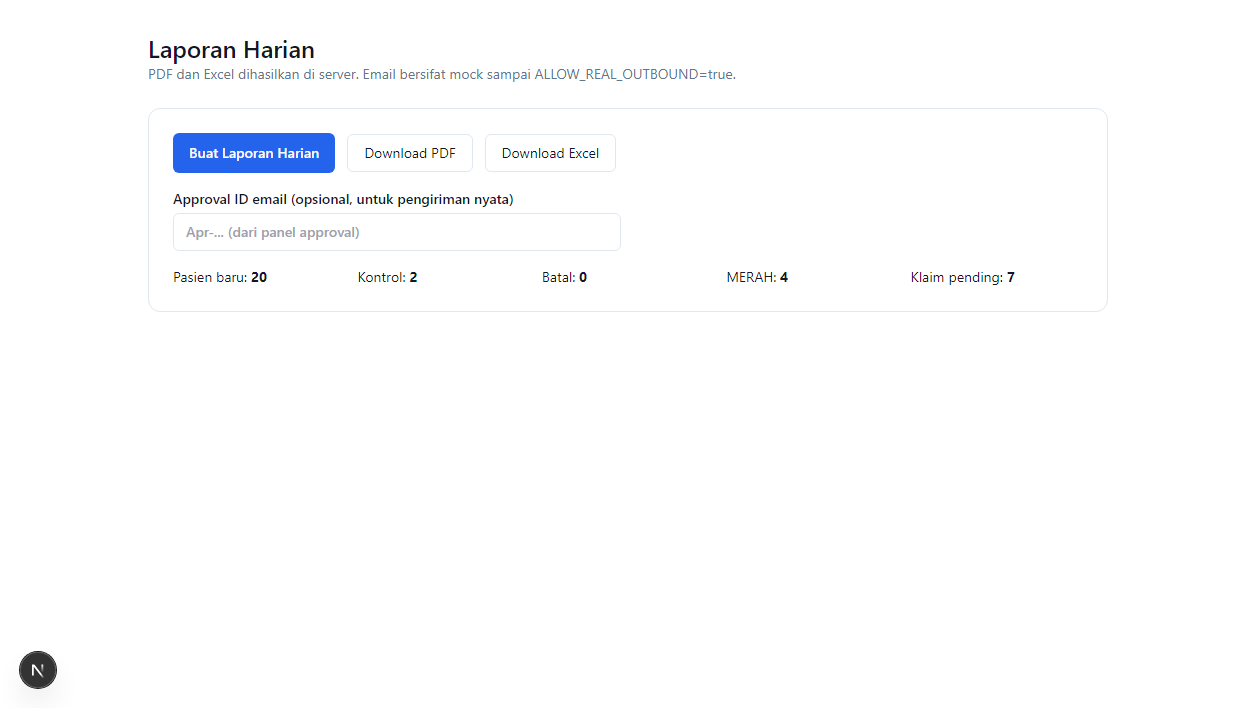 Laporan Harian
PDF dan Excel dihasilkan di server. Email bersifat mock sampai ALLOW_REAL_OUTBOUND=true.
Buat Laporan Harian Download PDF Download Excel
Approval ID email (opsional, untuk pengiriman nyata)
Apr-... (dari panel approval)
Pasien baru: 20 Kontrol: 2 Batal: 0 MERAH: 4 Klaim pending: 7
N